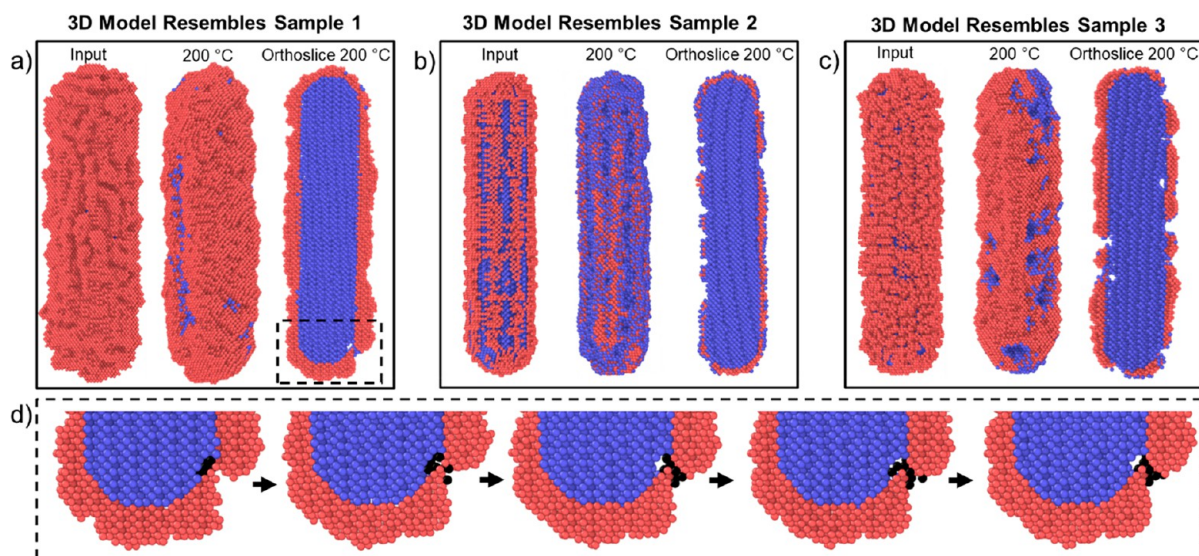 3D Model Resembles Sample 1
a)
Input
200 °C
Orthoslice 200 °C
3D Model Resembles Sample 2
b)
Input
200 °C
Orthoslice 200 °C
3D Model Resembles Sample 3
c)
Input
200 °C
Orthoslice 200 °C
d)